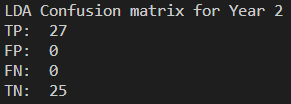 LDA Confusion matrix for Year 2
TP:  27
FP:  0
FN:  0
TN:  25